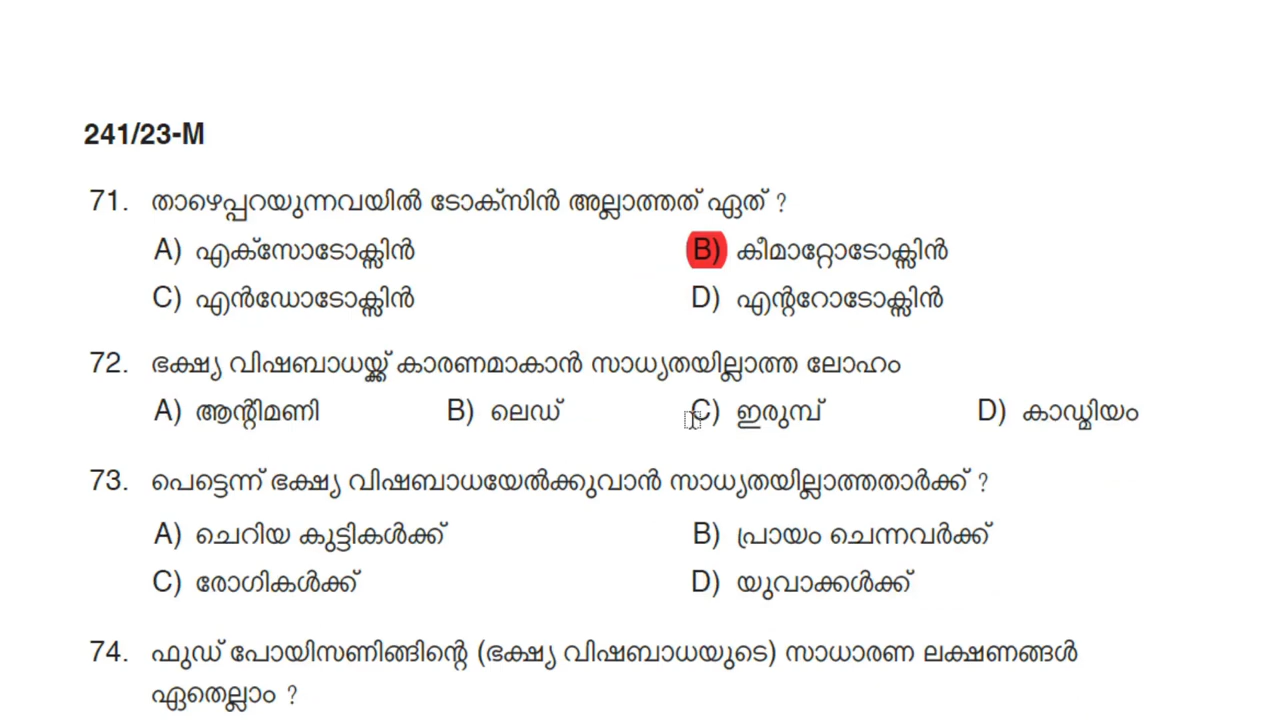 241/23-M
71. താഴെപ്പറയുന്നവയിൽ ടോക്സിൻ അല്ലാത്തത് ഏത് ?
A) എക്സോടോക്സിൻ B) കീമാറ്റോടോക്സിൻ
C) എൻഡോടോക്സിൻ D) എന്ററോടോക്സിൻ
72. ഭക്ഷ്യ വിഷബാധയ്ക്ക് കാരണമാകാൻ സാധ്യതയില്ലാത്ത ലോഹം
A) ആന്റിമണി B) ലെഡ് C) ഇരുമ്പ് D) കാഡ്മിയം
73. പെട്ടെന്ന് ഭക്ഷ്യ വിഷബാധയേൽക്കുവാൻ സാധ്യതയില്ലാത്തതാർക്ക് ?
A) ചെറിയ കുട്ടികൾക്ക് B) പ്രായം ചെന്നവർക്ക്
C) രോഗികൾക്ക് D) യുവാക്കൾക്ക്
74. ഫുഡ് പോയിസണിങ്ങിന്റെ (ഭക്ഷ്യ വിഷബാധയുടെ) സാധാരണ ലക്ഷണങ്ങൾ
ഏതെല്ലാം ?